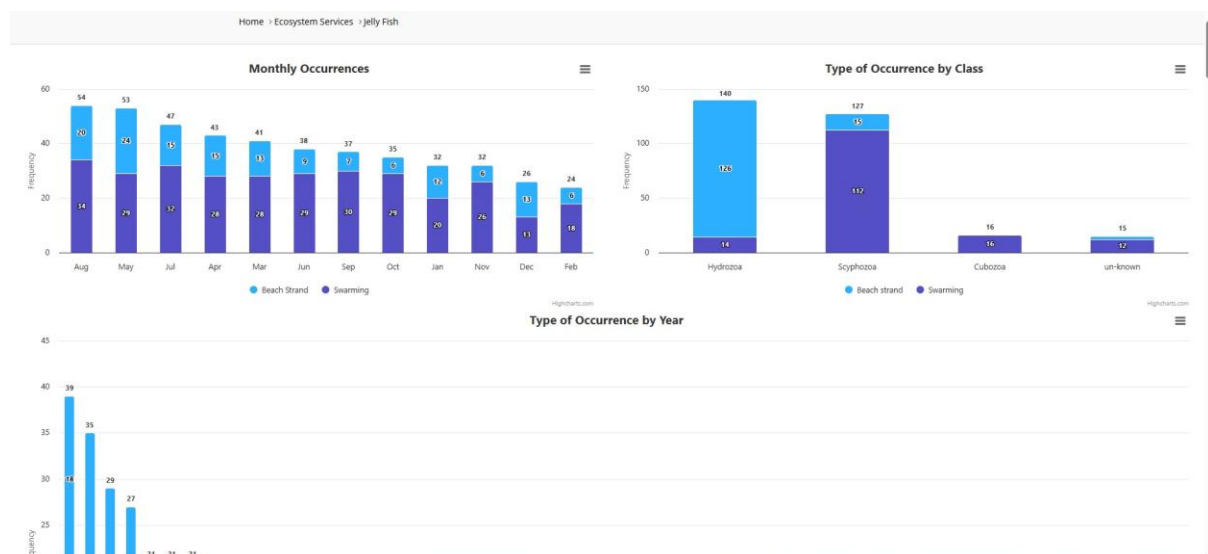 Home > Ecosystem Services > Jelly Fish
Monthly Occurrences
Frequency
60
40
20
0
54 53 47 43 41 38 37 35 32 32 26 24
20 24 15 15 13 9 7 6 12 6 13 6
34 29 32 28 28 29 30 29 20 26 13 18
Aug May Jul Apr Mar Jun Sep Oct Jan Nov Dec Feb
Beach Strand Swarming
Highcharts.com
Type of Occurrence by Class
Frequency
150
100
50
0
140 127 16 15
126 15
14 112 16 12
Hydrozoa Scyphozoa Cubozoa un-known
Beach strand Swarming
Highcharts.com
Type of Occurrence by Year
45
40
35
30
25
39
35
29
27
18